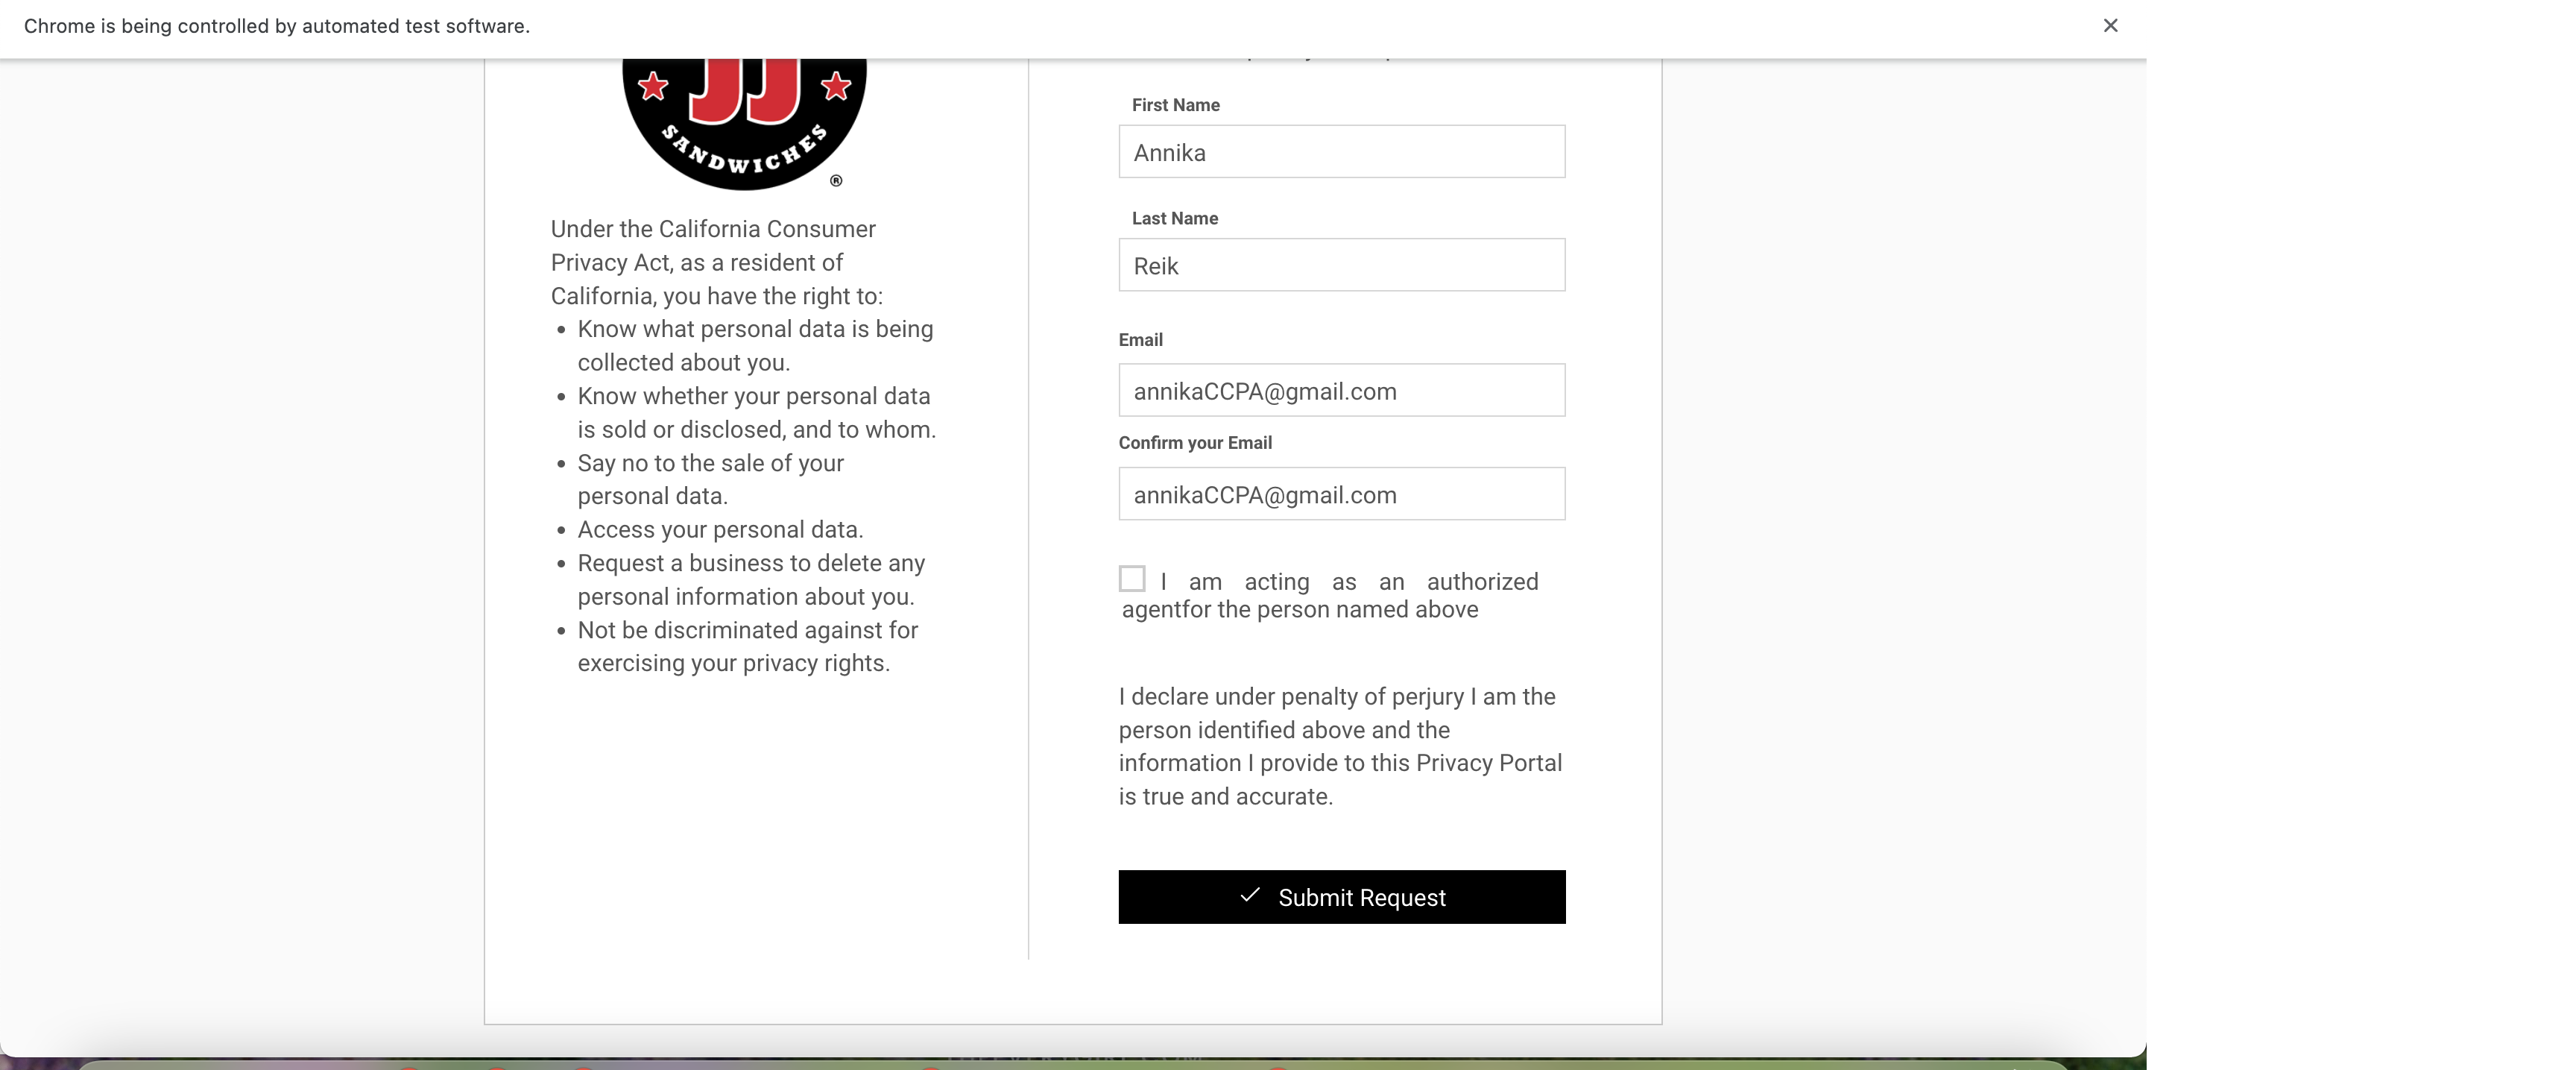 Chrome is being controlled by automated test software.
JJ
SANDWICHES
®
Under the California Consumer
Privacy Act, as a resident of
California, you have the right to:
• Know what personal data is being
collected about you.
• Know whether your personal data
is sold or disclosed, and to whom.
• Say no to the sale of your
personal data.
• Access your personal data.
• Request a business to delete any
personal information about you.
• Not be discriminated against for
exercising your privacy rights.
First Name
Annika
Last Name
Reik
Email
annikaCCPA@gmail.com
Confirm your Email
annikaCCPA@gmail.com
I am acting as an authorized
agentfor the person named above
I declare under penalty of perjury I am the
person identified above and the
information I provide to this Privacy Portal
is true and accurate.
Submit Request